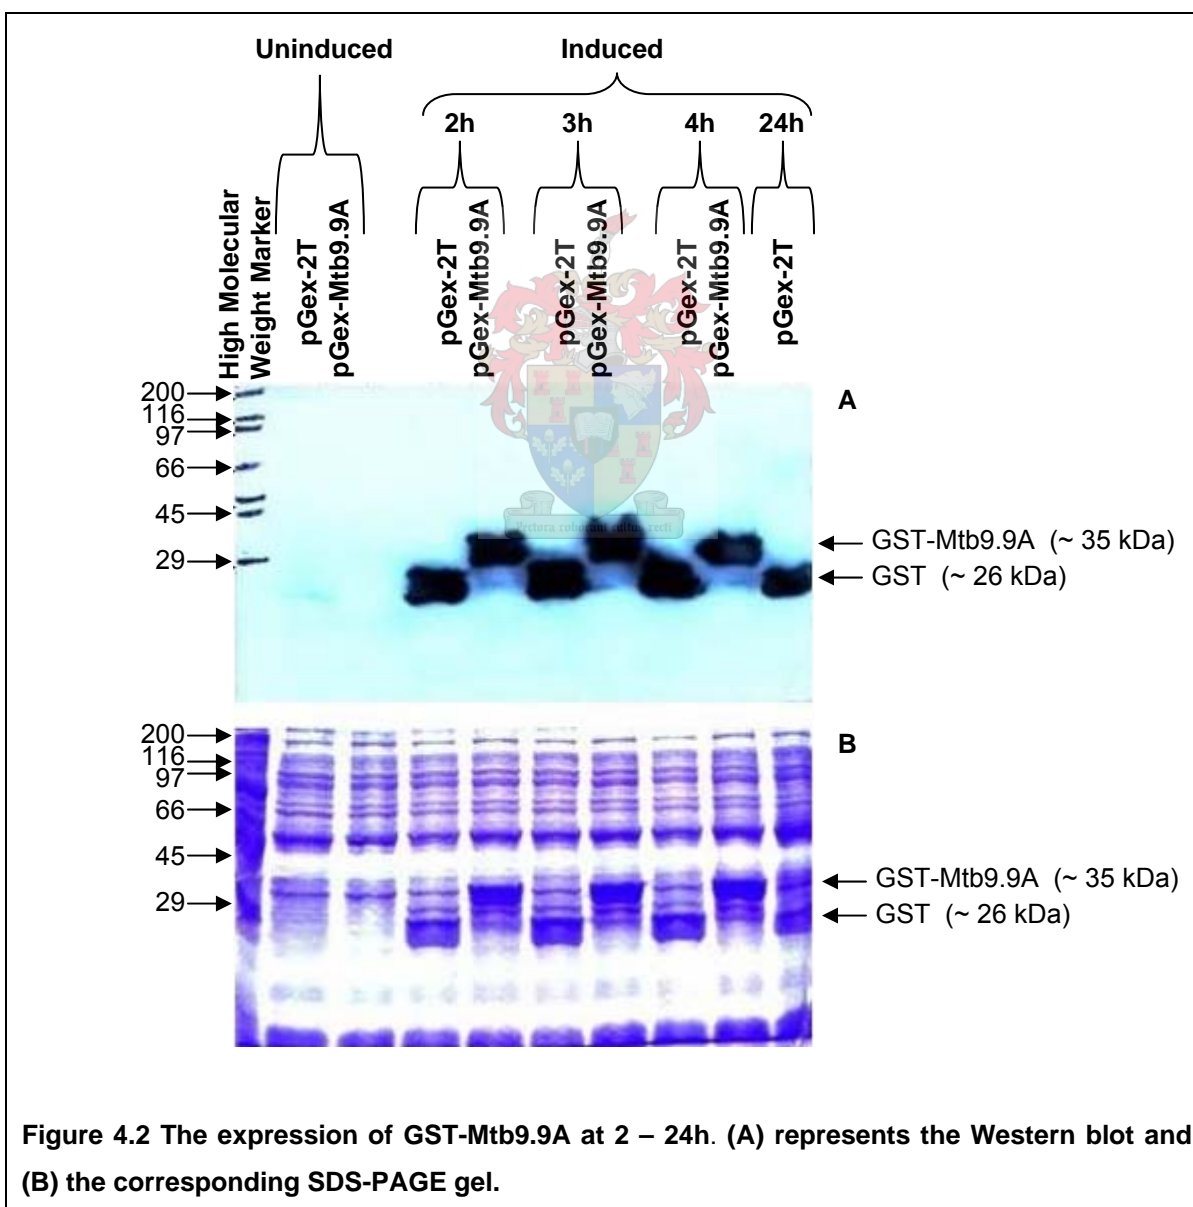 Uninduced
Induced
2h
3h
4h
24h
High Molecular
Weight Marker
pGex-2T
pGex-Mtb9.9A
pGex-2T
pGex-Mtb9.9A
pGex-2T
pGex-Mtb9.9A
pGex-2T
pGex-Mtb9.9A
pGex-2T
200
116
97
66
45
29
A
GST-Mtb9.9A (~ 35 kDa)
GST (~ 26 kDa)
Pectora roborant cultus recti
200
116
97
66
45
29
B
GST-Mtb9.9A (~ 35 kDa)
GST (~ 26 kDa)
Figure 4.2 The expression of GST-Mtb9.9A at 2 – 24h. (A) represents the Western blot and
(B) the corresponding SDS-PAGE gel.